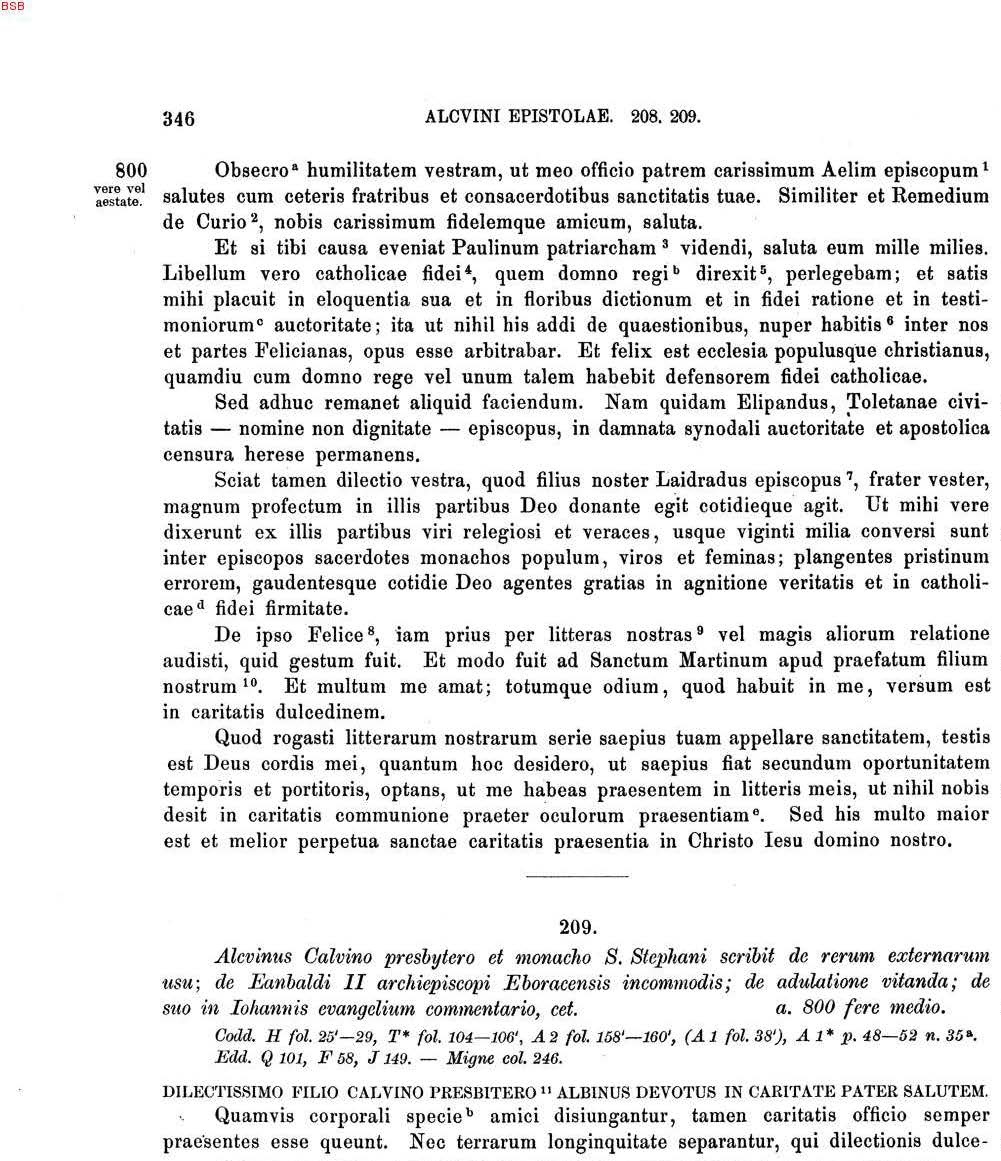 BSB
346 ALCVINI EPISTOLAE. 208. 209.
800 Obsecro ᵃ humilitatem vestram, ut meo officio patrem carissimum Aelim episcopum ¹
vere vel
aestate. salutes cum ceteris fratribus et consacerdotibus sanctitatis tuae. Similiter et Remedium
de Curio ², nobis carissimum fidelemque amicum, saluta.
Et si tibi causa eveniat Paulinum patriarcham ³ videndi, saluta eum mille milies.
Libellum vero catholicae fidei ⁴, quem domno regi ᵇ direxit ⁵, perlegebam; et satis
mihi placuit in eloquentia sua et in floribus dictionum et in fidei ratione et in testi-
moniorum ᶜ auctoritate; ita ut nihil his addi de quaestionibus, nuper habitis ⁶ inter nos
et partes Felicianas, opus esse arbitrabar. Et felix est ecclesia populusque christianus,
quamdiu cum domno rege vel unum talem habebit defensorem fidei catholicae.
Sed adhuc remanet aliquid faciendum. Nam quidam Elipandus, Toletanae civi-
tatis — nomine non dignitate — episcopus, in damnata synodali auctoritate et apostolica
censura herese permanens.
Sciat tamen dilectio vestra, quod filius noster Laidradus episcopus ⁷, frater vester,
magnum profectum in illis partibus Deo donante egit cotidieque agit. Ut mihi vere
dixerunt ex illis partibus viri relegiosi et veraces, usque viginti milia conversi sunt
inter episcopos sacerdotes monachos populum, viros et feminas; plangentes pristinum
errorem, gaudentesque cotidie Deo agentes gratias in agnitione veritatis et in catholi-
cae ᵈ fidei firmitate.
De ipso Felice ⁸, iam prius per litteras nostras ⁹ vel magis aliorum relatione
audisti, quid gestum fuit. Et modo fuit ad Sanctum Martinum apud praefatum filium
nostrum ¹⁰. Et multum me amat; totumque odium, quod habuit in me, versum est
in caritatis dulcedinem.
Quod rogasti litterarum nostrarum serie saepius tuam appellare sanctitatem, testis
est Deus cordis mei, quantum hoc desidero, ut saepius fiat secundum oportunitatem
temporis et portitoris, optans, ut me habeas praesentem in litteris meis, ut nihil nobis
desit in caritatis communione praeter oculorum praesentiam ᵉ. Sed his multo maior
est et melior perpetua sanctae caritatis praesentia in Christo Iesu domino nostro.
209.
Alcvinus Calvino presbytero et monacho S. Stephani scribit de rerum externarum
usu; de Eanbaldi II archiepiscopi Eboracensis incommodis; de adulatione vitanda; de
suo in Iohannis evangelium commentario, cet. a. 800 fere medio.
Codd. H fol. 25'—29, T* fol. 104—106', A 2 fol. 158'—160', (A 1 fol. 38'), A 1* p. 48—52 n. 35ᵃ.
Edd. Q 101, F 58, J 149. — Migne col. 246.
DILECTISSIMO FILIO CALVINO PRESBITERO ¹¹ ALBINUS DEVOTUS IN CARITATE PATER SALUTEM.
Quamvis corporali specie ᵇ amici disiungantur, tamen caritatis officio semper
praesentes esse queunt. Nec terrarum longinquitate separantur, qui dilectionis dulce-